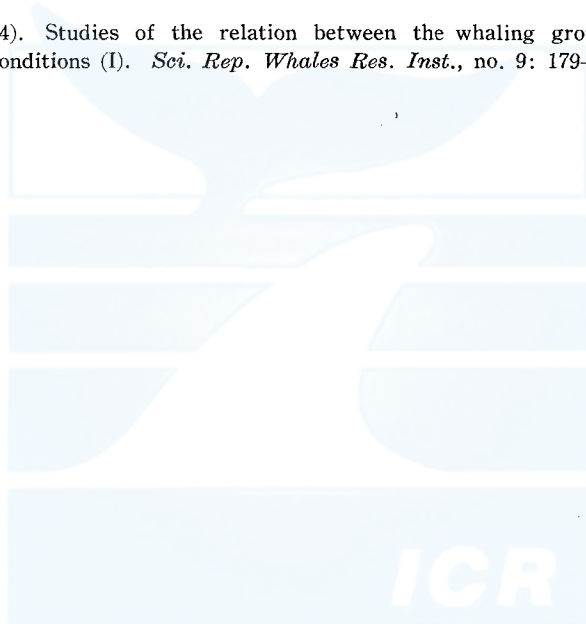 4). Studies of the relation between the whaling gro
onditions (I). Sci. Rep. Whales Res. Inst., no. 9: 179-
ICR